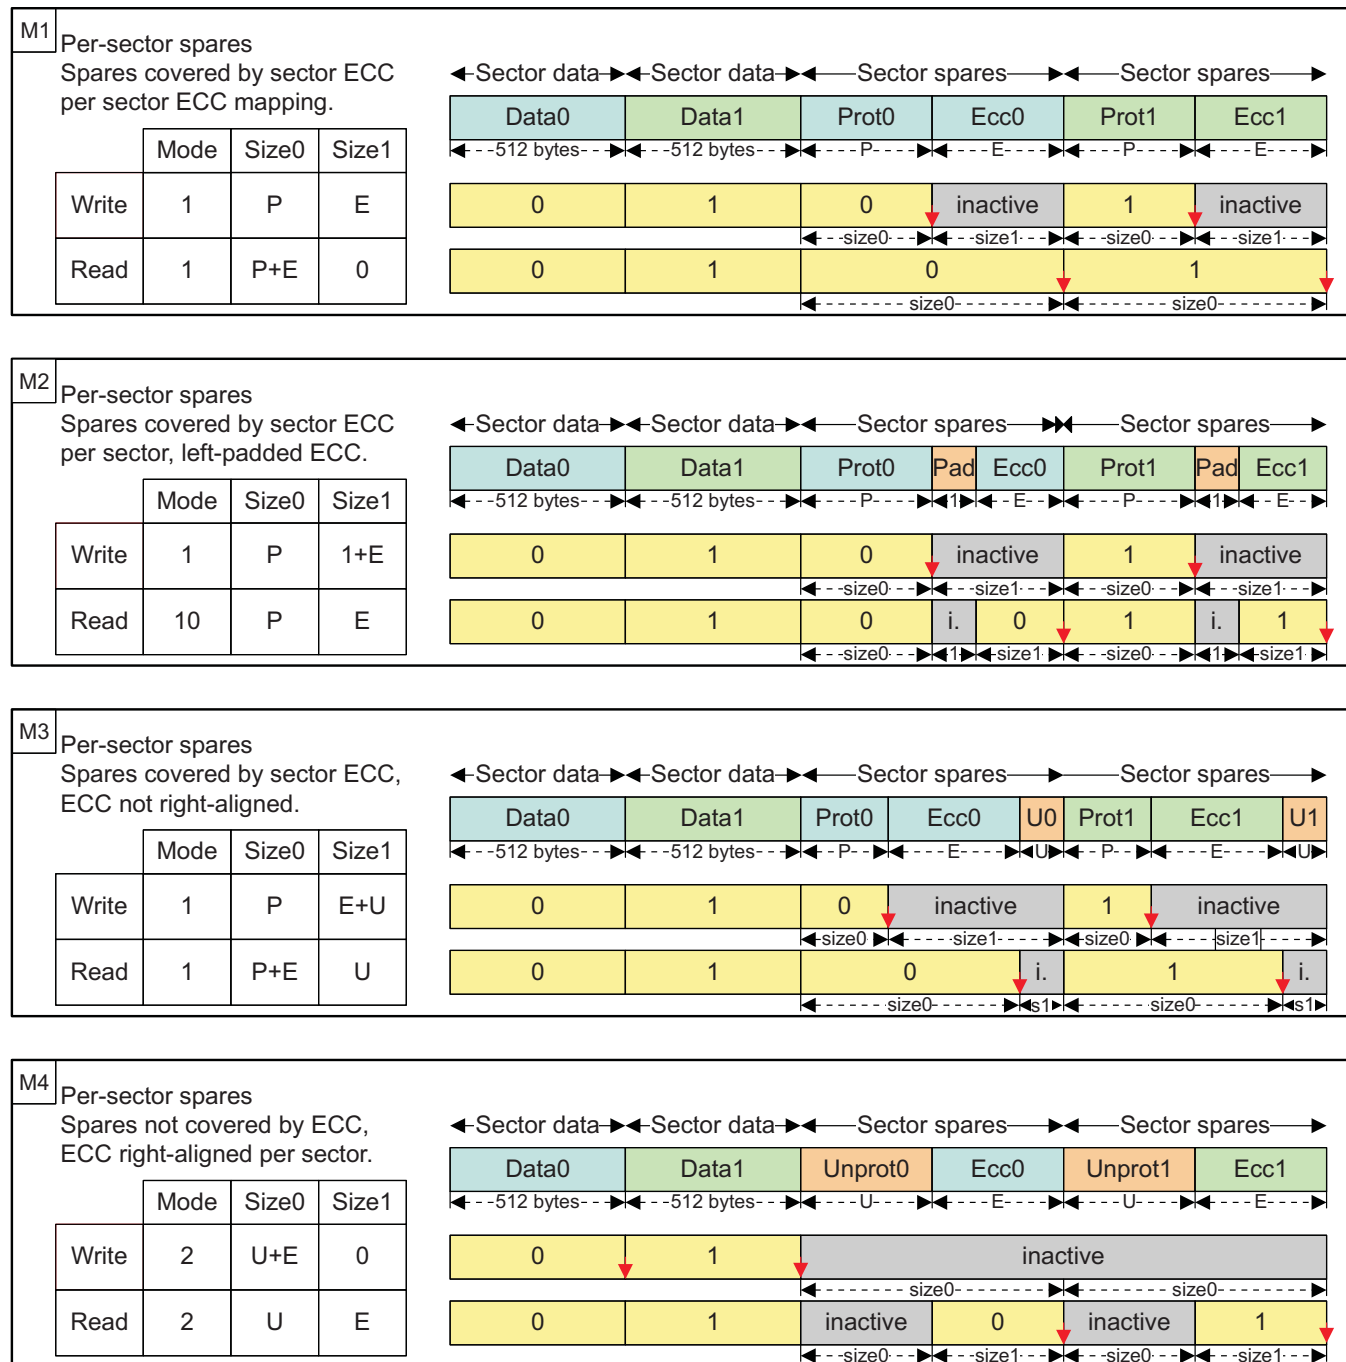 M1
Per-sector spares
Spares covered by sector ECC
per sector ECC mapping.
Mode Size0 Size1
Write 1 P E
Read 1 P+E 0
Sector data Sector data Sector spares Sector spares
Data0 Data1 Prot0 Ecc0 Prot1 Ecc1
512 bytes 512 bytes P E P E
0 1 0 inactive 1 inactive
size0 size1 size0 size1
0 1 0 1
size0 size0
M2
Per-sector spares
Spares covered by sector ECC
per sector, left-padded ECC.
Mode Size0 Size1
Write 1 P 1+E
Read 10 P E
Sector data Sector data Sector spares Sector spares
Data0 Data1 Prot0 Pad Ecc0 Prot1 Pad Ecc1
512 bytes 512 bytes P 1 E P 1 E
0 1 0 inactive 1 inactive
size0 size1 size0 size1
0 1 0 i. 0 1 i. 1
size0 1 size1 size0 1 size1
M3
Per-sector spares
Spares covered by sector ECC,
ECC not right-aligned.
Mode Size0 Size1
Write 1 P E+U
Read 1 P+E U
Sector data Sector data Sector spares Sector spares
Data0 Data1 Prot0 Ecc0 U0 Prot1 Ecc1 U1
512 bytes 512 bytes P E U P E U
0 1 0 inactive 1 inactive
size0 size1 size0 size1
0 1 0 i. 1 i.
size0 s1 size0 s1
M4
Per-sector spares
Spares not covered by ECC,
ECC right-aligned per sector.
Mode Size0 Size1
Write 2 U+E 0
Read 2 U E
Sector data Sector data Sector spares Sector spares
Data0 Data1 Unprot0 Ecc0 Unprot1 Ecc1
512 bytes 512 bytes U E U E
0 1 inactive
size0 size0
0 1 inactive 0 inactive 1
size0 size1 size0 size1